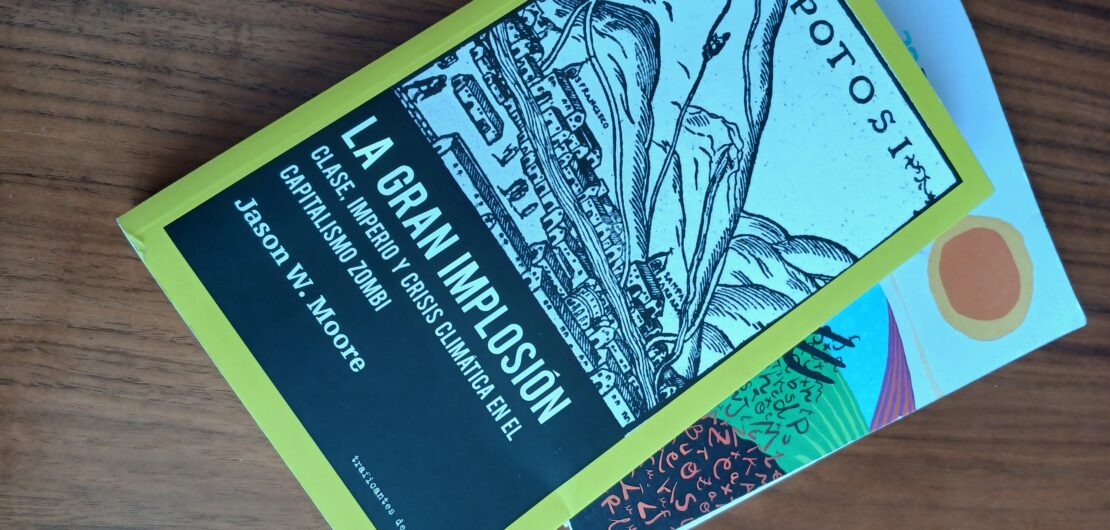 POTOSI
LA GRAN IMPLOSIÓN
CLASE, IMPERIO Y CRISIS CLIMÁTICA EN EL
CAPITALISMO ZOMBI
Jason W. Moore
traficantes de